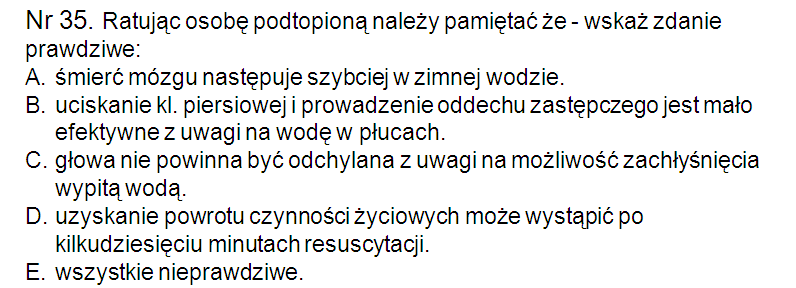 Nr 35. Ratując osobę podtopioną należy pamiętać że - wskaż zdanie
prawdziwe:
A. śmierć mózgu następuje szybciej w zimnej wodzie.
B. uciskanie kl. piersiowej i prowadzenie oddechu zastępczego jest mało
efektywne z uwagi na wodę w płucach.
C. głowa nie powinna być odchylana z uwagi na możliwość zachłyśnięcia
wypitą wodą.
D. uzyskanie powrotu czynności życiowych może wystąpić po
kilkudziesięciu minutach resuscytacji.
E. wszystkie nieprawdziwe.